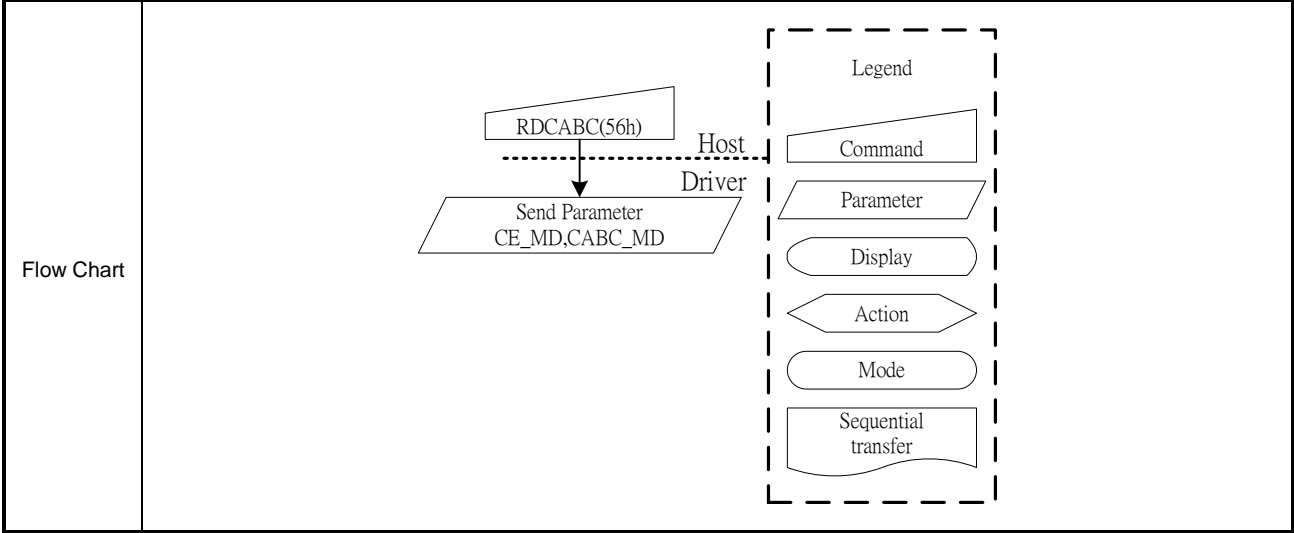 Flow Chart
RDCABC(56h)
Host
Driver
Send Parameter
CE_MD,CABC_MD
Legend
Command
Parameter
Display
Action
Mode
Sequential
transfer